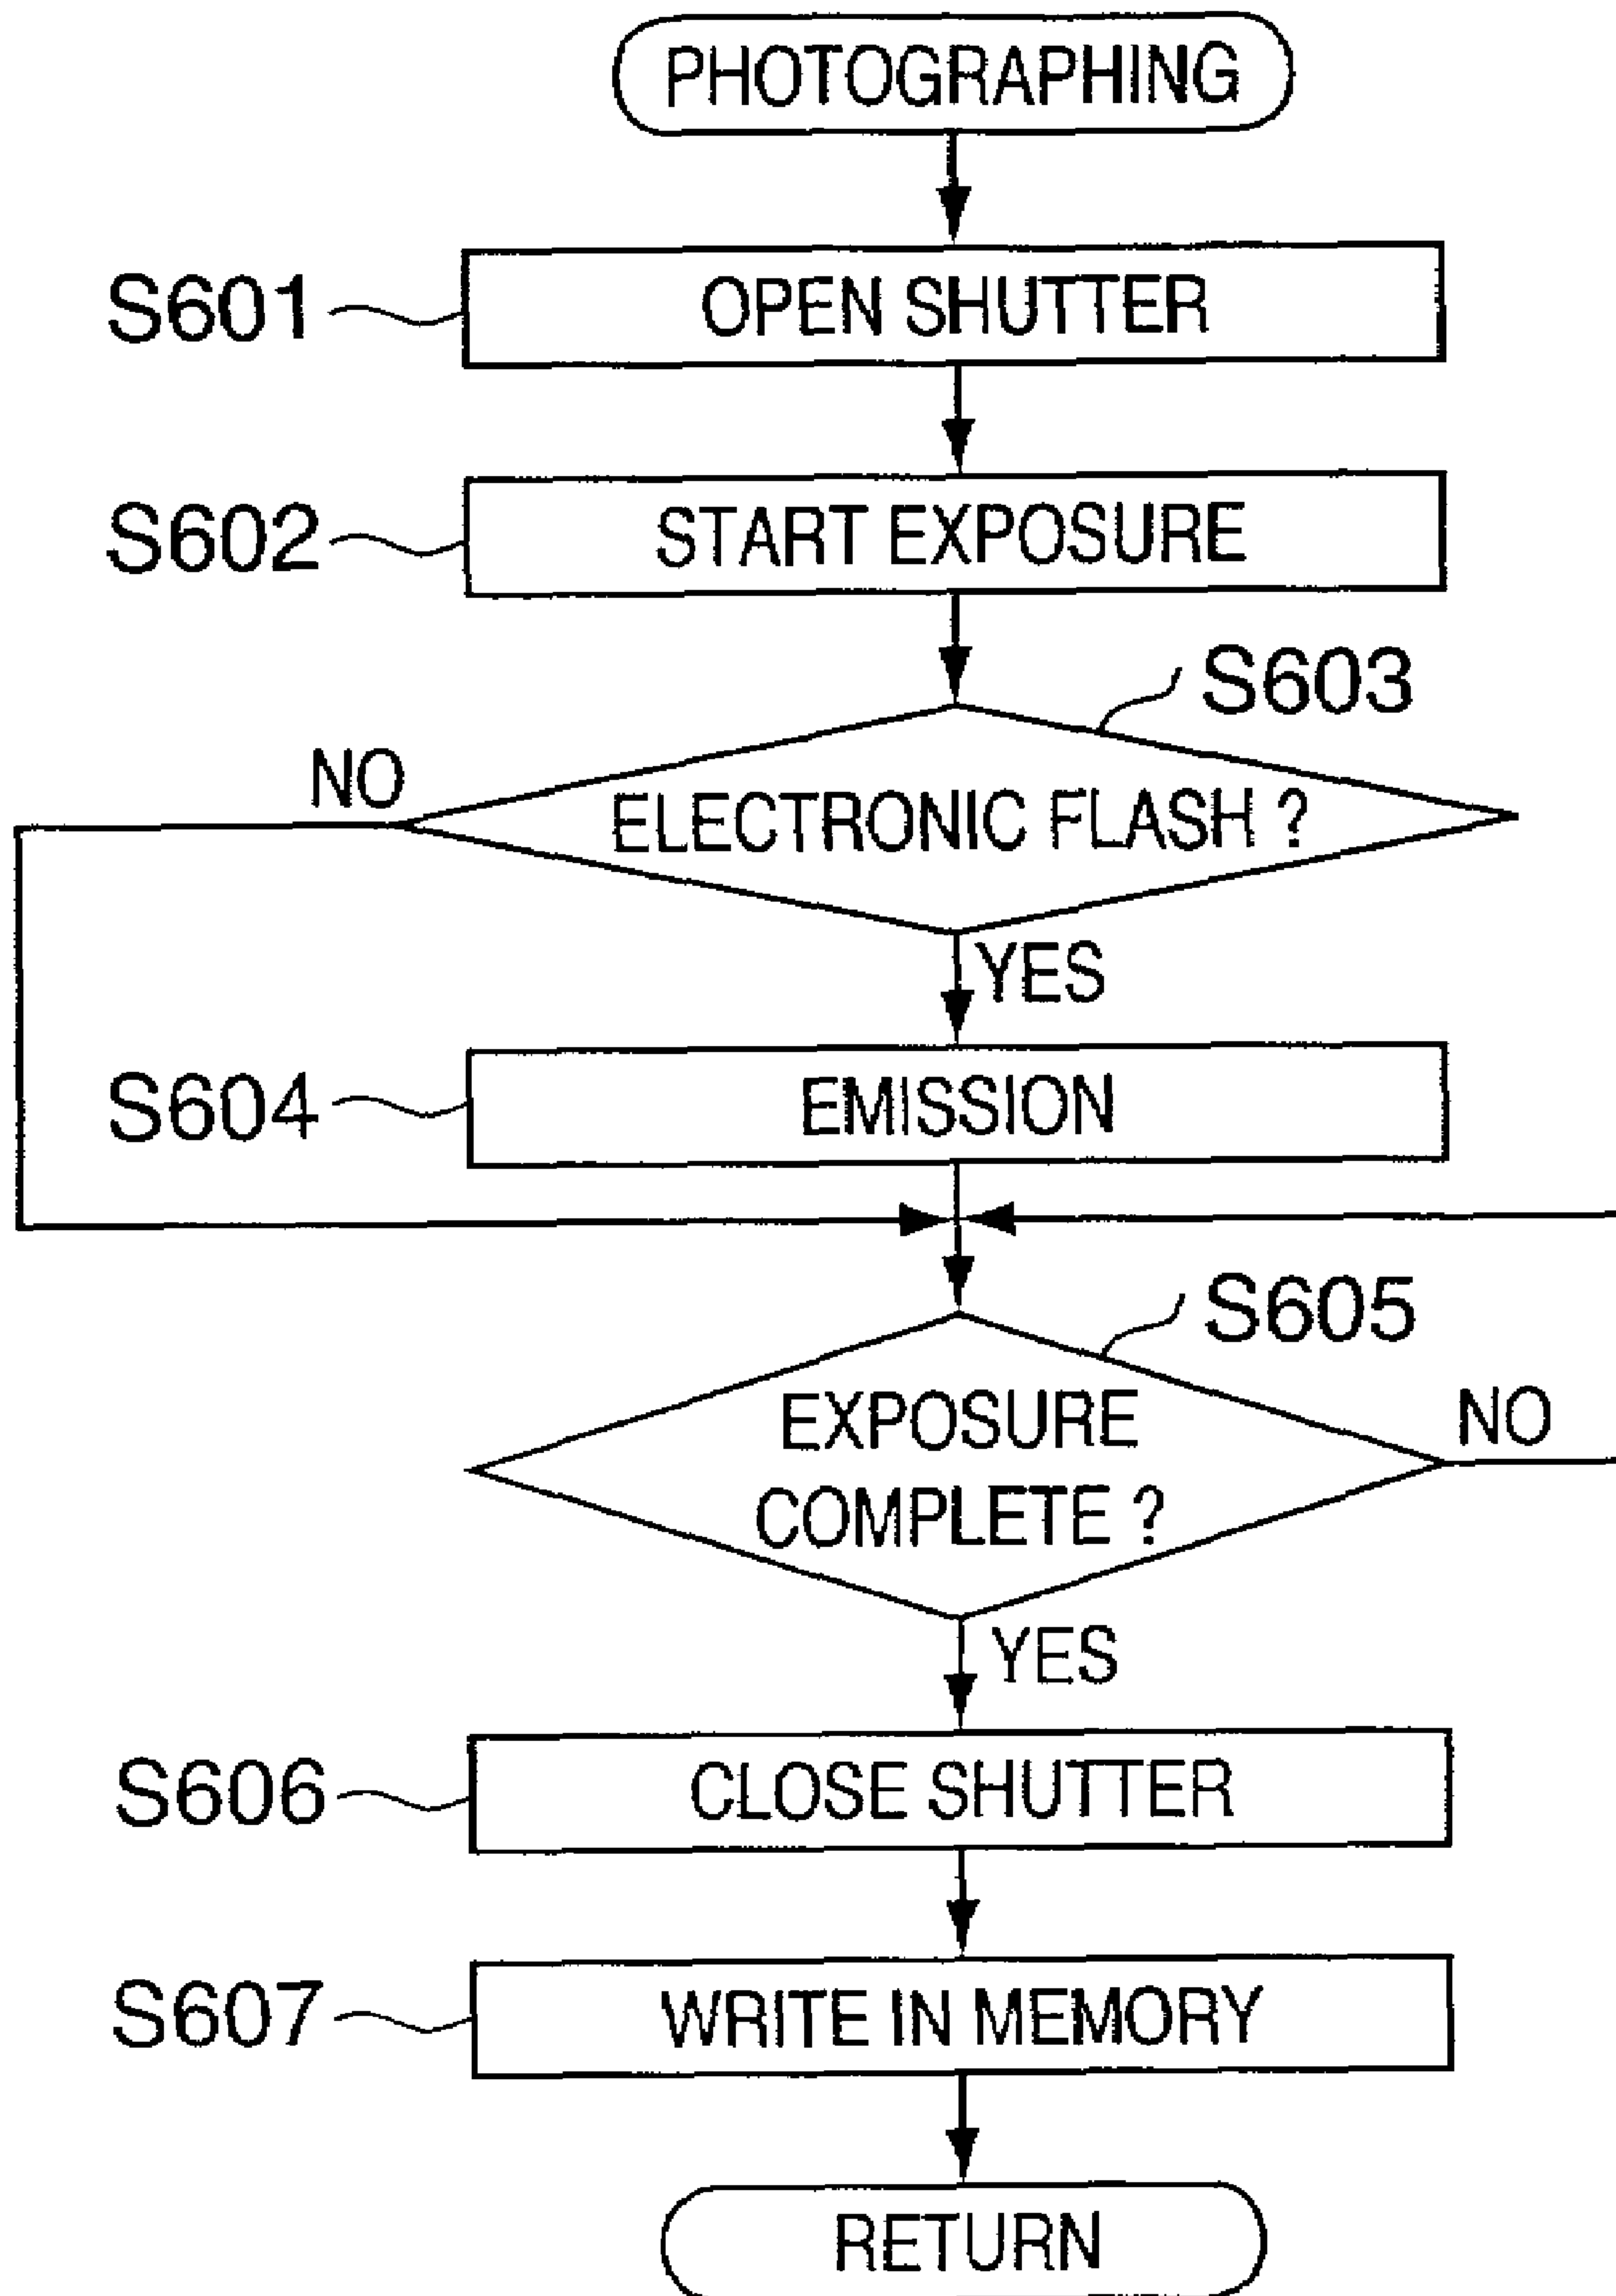 PHOTOGRAPHING
S601
OPEN SHUTTER
S602
START EXPOSURE
S603
NO
ELECTRONIC FLASH ?
YES
S604
EMISSION
S605
EXPOSURE
NO
COMPLETE ?
YES
S606
CLOSE SHUTTER
S607
WRITE IN MEMORY
RETURN